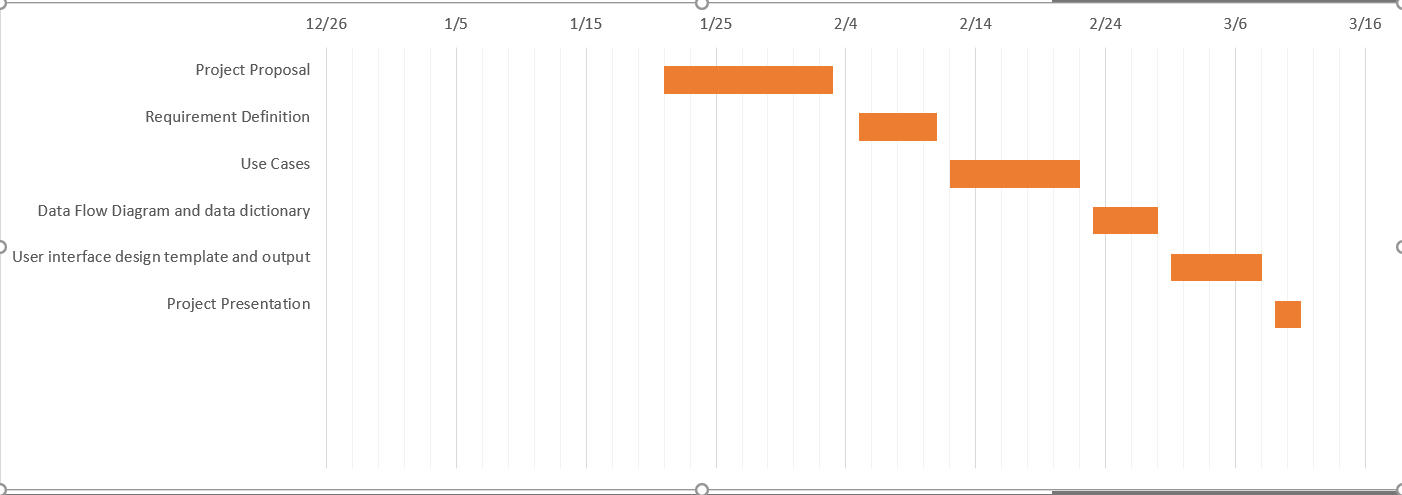 12/26 1/5 1/15 1/25 2/4 2/14 2/24 3/6 3/16
Project Proposal
Requirement Definition
Use Cases
Data Flow Diagram and data dictionary
User interface design template and output
Project Presentation